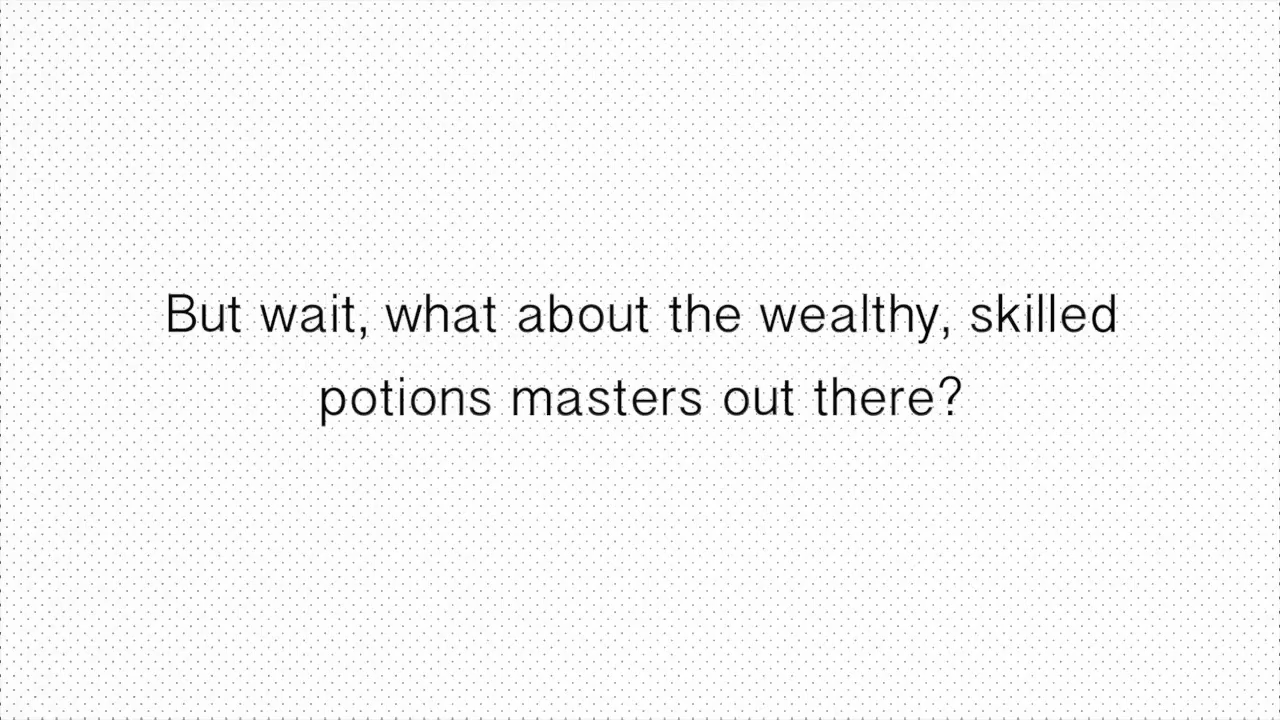 But wait, what about the wealthy, skilled
potions masters out there?